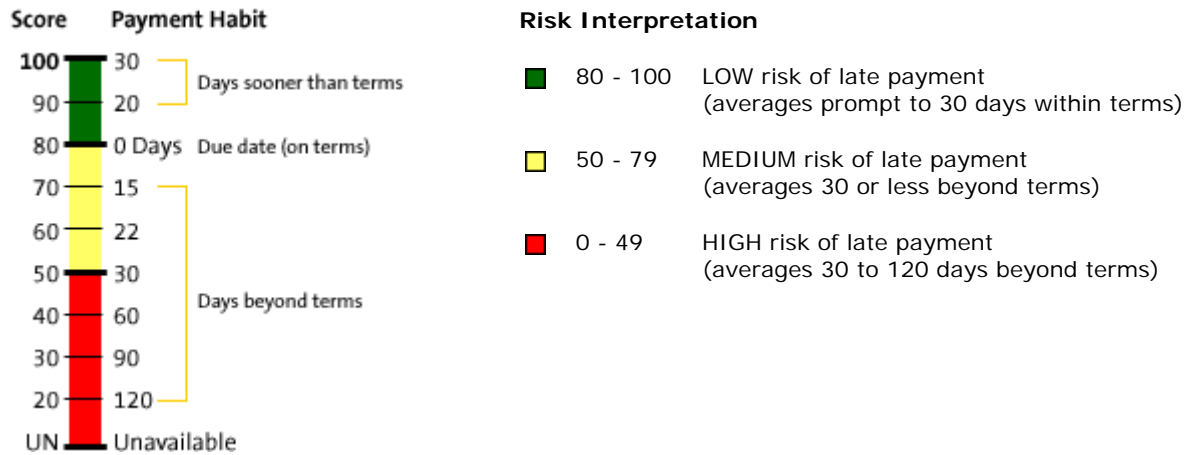 Score Payment Habit
100 30
Days sooner than terms
90 20
80 0 Days Due date (on terms)
70 15
60 22
50 30
Days beyond terms
40 60
30 90
20 120
UN Unavailable
Risk Interpretation
80 - 100 LOW risk of late payment
(averages prompt to 30 days within terms)
50 - 79 MEDIUM risk of late payment
(averages 30 or less beyond terms)
0 - 49 HIGH risk of late payment
(averages 30 to 120 days beyond terms)